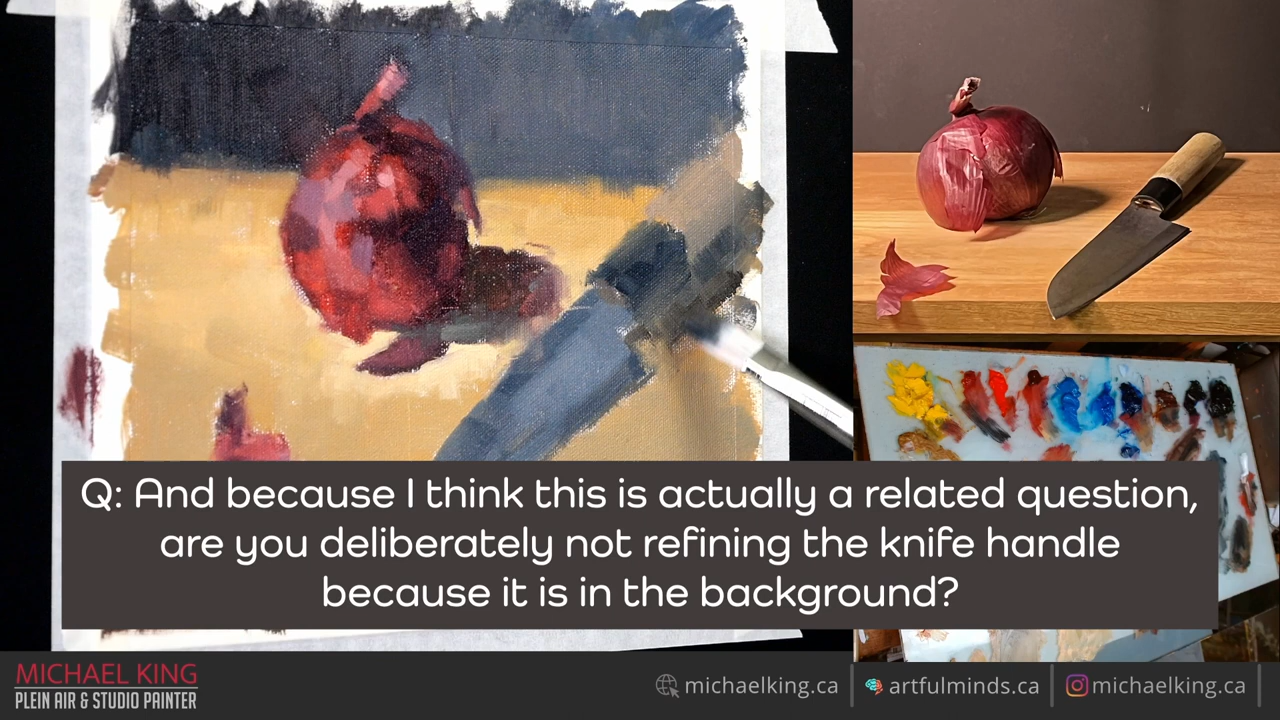 Q: And because I think this is actually a related question,
are you deliberately not refining the knife handle
because it is in the background?
MICHAEL KING
PLEIN AIR & STUDIO PAINTER
michaelking.ca
artfulminds.ca
michaelking.ca